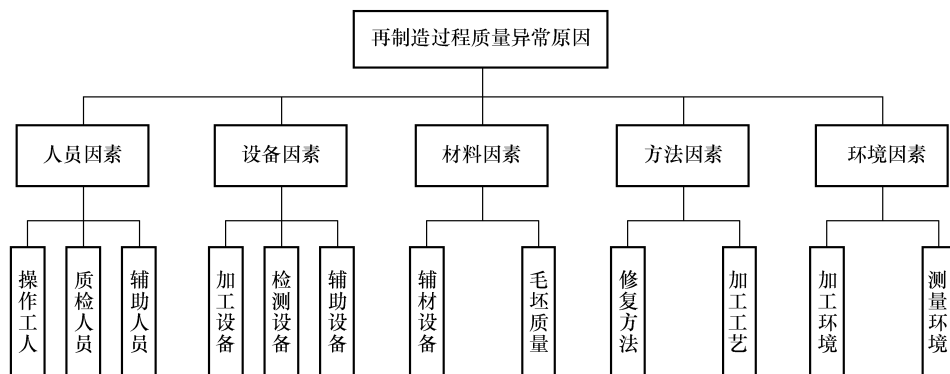 再制造过程质量异常原因
人员因素
设备因素
材料因素
方法因素
环境因素
操作工人
质检人员
辅助人员
加工设备
检测设备
辅助设备
辅材设备
毛坯质量
修复方法
加工工艺
加工环境
测量环境